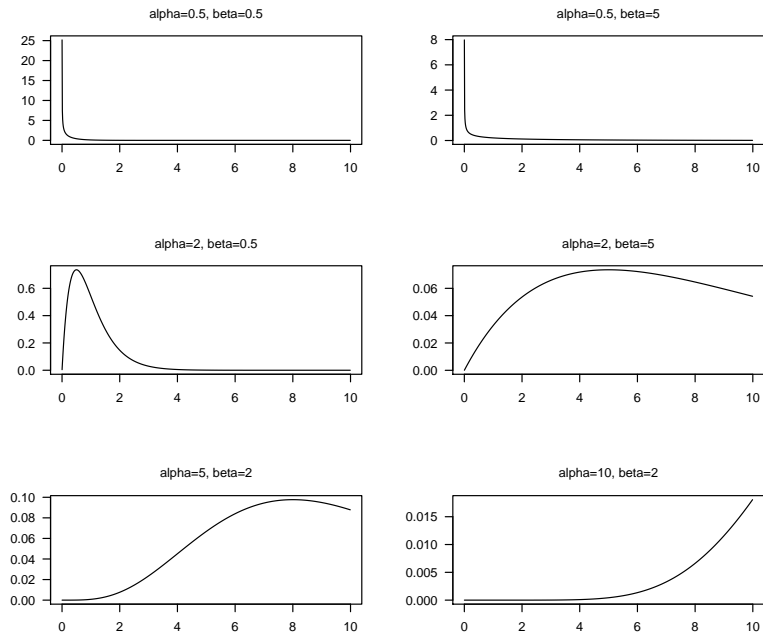 alpha=0.5, beta=0.5
25
20
15
10
5
0
0 2 4 6 8 10
alpha=0.5, beta=5
8
6
4
2
0
0 2 4 6 8 10
alpha=2, beta=0.5
0.6
0.4
0.2
0.0
0 2 4 6 8 10
alpha=2, beta=5
0.06
0.04
0.02
0.00
0 2 4 6 8 10
alpha=5, beta=2
0.10
0.08
0.06
0.04
0.02
0.00
0 2 4 6 8 10
alpha=10, beta=2
0.015
0.010
0.005
0.000
0 2 4 6 8 10